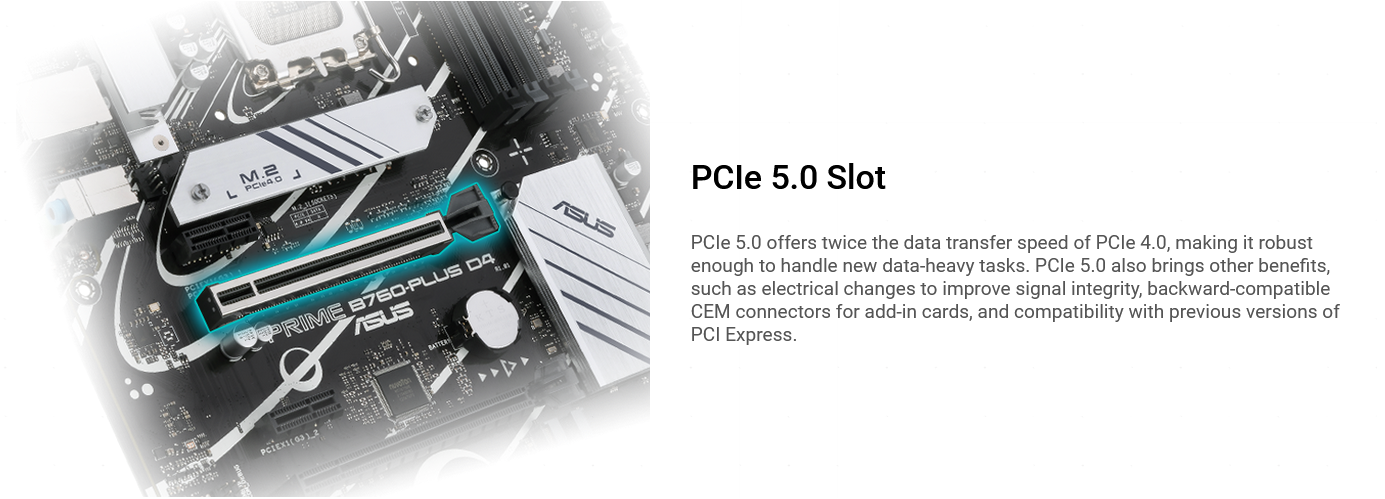 M.2
PCIe4.0
ASUS
PRIME B760-PLUS D4
ASUS
BATTERY
PCIEX1(G3)_2
PCIe 5.0 Slot
PCIe 5.0 offers twice the data transfer speed of PCIe 4.0, making it robust
enough to handle new data-heavy tasks. PCIe 5.0 also brings other benefits,
such as electrical changes to improve signal integrity, backward-compatible
CEM connectors for add-in cards, and compatibility with previous versions of
PCI Express.